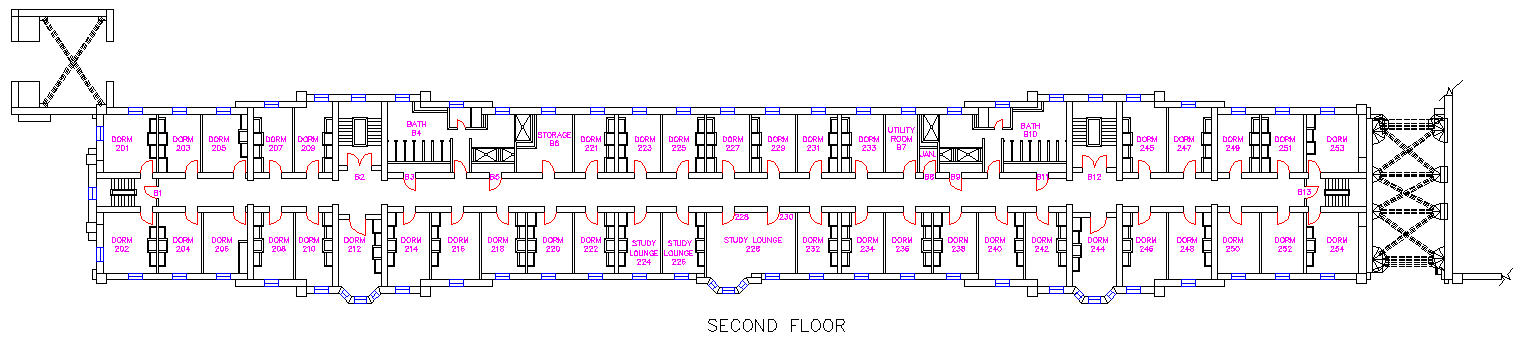 DORM
201
DORM
203
DORM
205
DORM
207
DORM
209
BATH
B4
STORAGE
B6
DORM
221
DORM
223
DORM
225
DORM
227
DORM
229
DORM
231
DORM
233
UTILITY
ROOM
B7
JAN.
BATH
B10
DORM
245
DORM
247
DORM
249
DORM
251
DORM
253
B1
B2
B3
B5
B8
B9
B11
B12
B13
228
230
DORM
202
DORM
204
DORM
206
DORM
208
DORM
210
DORM
212
DORM
214
DORM
216
DORM
218
DORM
220
DORM
222
STUDY
LOUNGE
224
STUDY
LOUNGE
226
STUDY LOUNGE
228
DORM
232
DORM
234
DORM
236
DORM
238
DORM
240
DORM
242
DORM
244
DORM
246
DORM
248
DORM
250
DORM
252
DORM
254
SECOND FLOOR